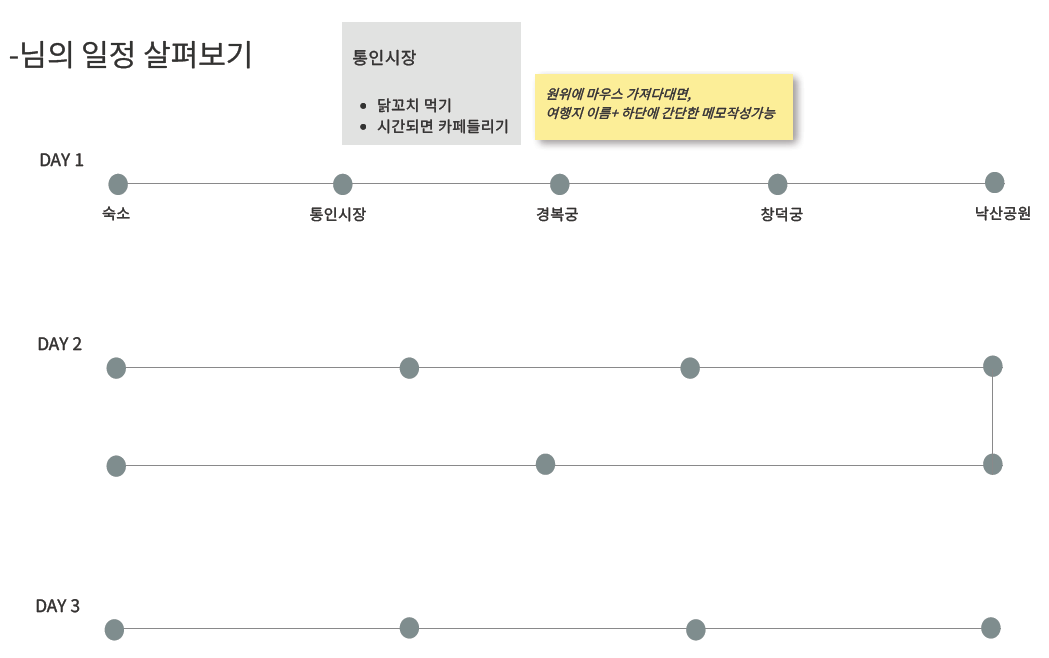 -님의 일정 살펴보기
통인시장
닭꼬치 먹기
시간되면 카페들리기
원위에 마우스 가져다대면,
여행지 이름+ 하단에 간단한 메모작성가능
DAY 1
숙소
통인시장
경복궁
창덕궁
낙산공원
DAY 2
DAY 3